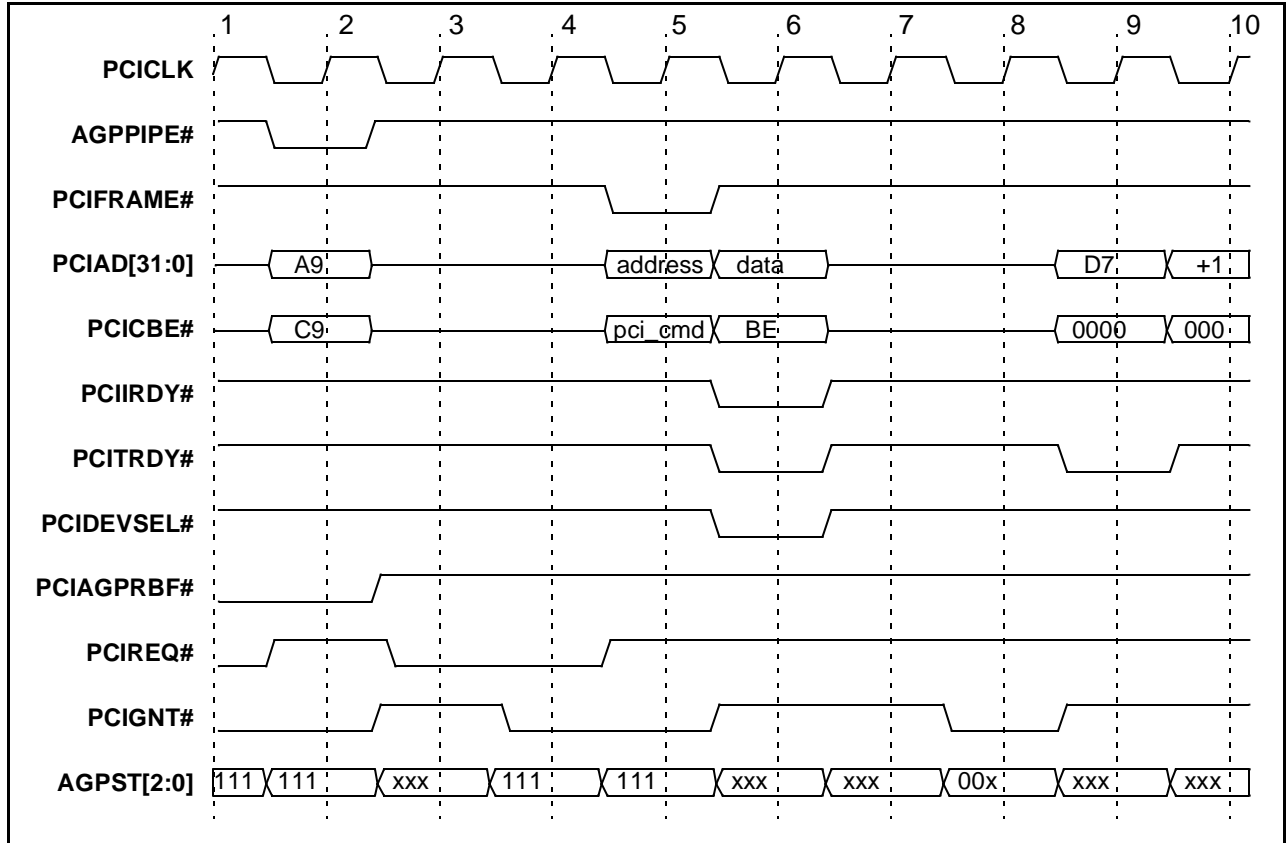 1 2 3 4 5 6 7 8 9 10
PCICLK
AGPPIPE#
PCIFRAME#
PCIAD[31:0] A9 address data D7 +1
PCICBE# C9 pci_cmd BE 0000 000
PCIIRDY#
PCITRDY#
PCIDEVSEL#
PCIAGPRBF#
PCIREQ#
PCIGNT#
AGPST[2:0] 111 111 xxx 111 111 xxx xxx 00x xxx xxx